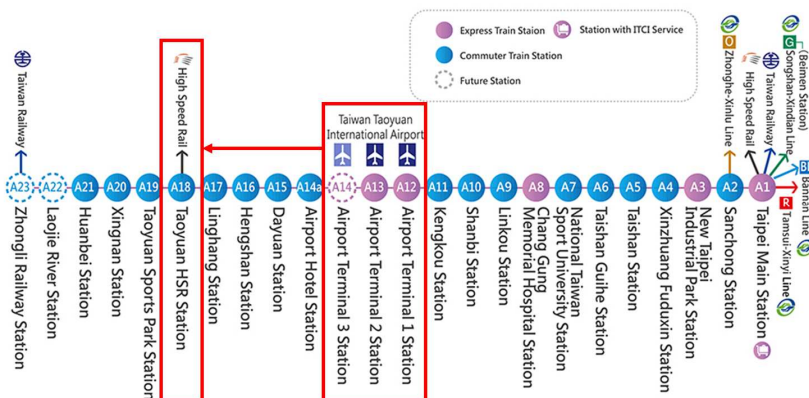 Express Train Staion
Station with ITCI Service
Commuter Train Station
Future Station
Taiwan Railway
High Speed Rail
Taiwan Taoyuan
International Airport
O
Zhonghe-Xinlu Line
High Speed Rail
Taiwan Railway
G
Songshan-Xindian Line
(Beimen Station)
B
Bannan Line
R
Tamsui-Xinyi Line
A23
A22
A21
A20
A19
A18
A17
A16
A15
A14a
A14
A13
A12
A11
A10
A9
A8
A7
A6
A5
A4
A3
A2
A1
Zhongli Railway Station
Laojie River Station
Huanbei Station
Xingnan Station
Taoyuan Sports Park Station
Taoyuan HSR Station
Linghang Station
Hengshan Station
Dayuan Station
Airport Hotel Station
Airport Terminal 3 Station
Airport Terminal 2 Station
Airport Terminal 1 Station
Kengkou Station
Shanbi Station
Linkou Station
Chang Gung
Memorial Hospital Station
National Taiwan
Sport University Station
Taishan Guihe Station
Taishan Station
Xinzhuang Fuduxin Station
New Taipei
Industrial Park Station
Sanchong Station
Taipei Main Station